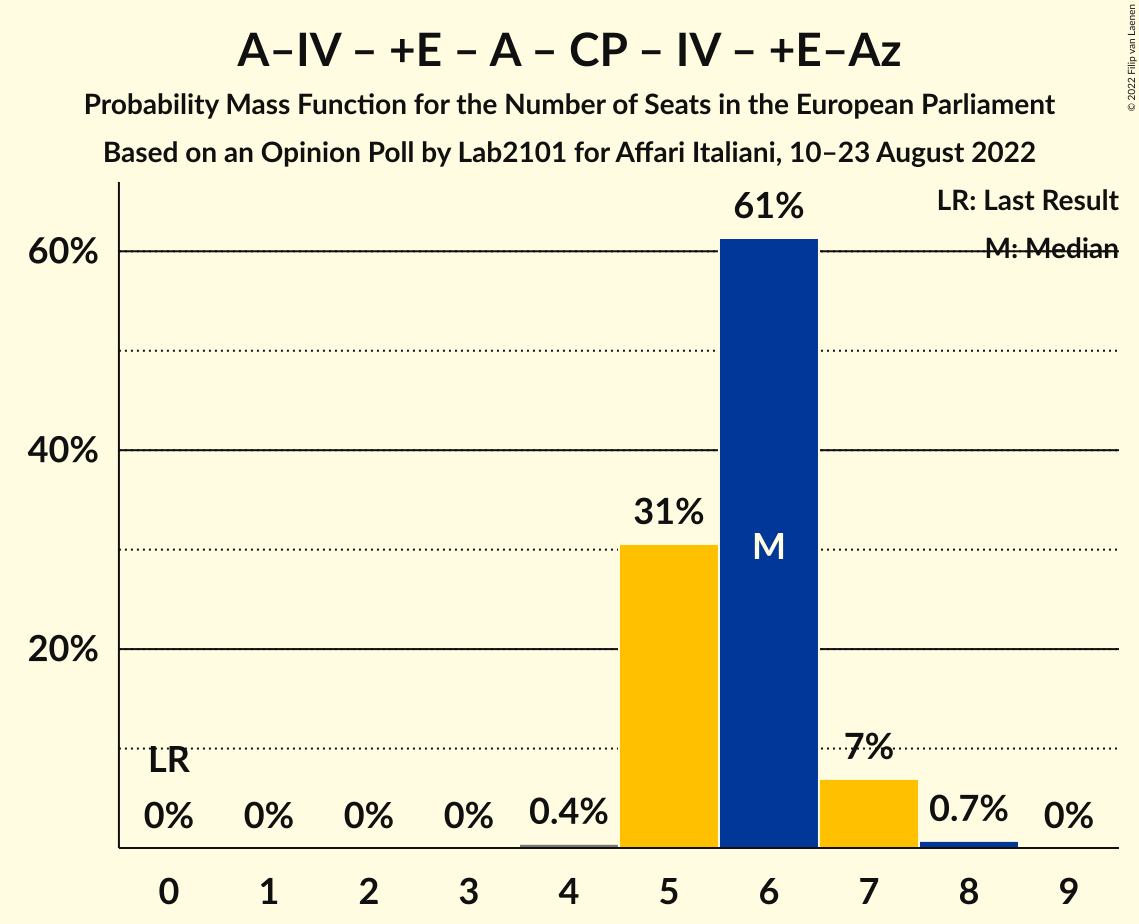 A–IV – +E – A – CP – IV – +E–Az
Probability Mass Function for the Number of Seats in the European Parliament
Based on an Opinion Poll by Lab2101 for Affari Italiani, 10–23 August 2022
© 2022 Filip van Laenen
LR: Last Result
M: Median
61%
60%
40%
31%
M
20%
7%
LR
0% 0% 0% 0% 0.4% 0.7% 0%
0 1 2 3 4 5 6 7 8 9